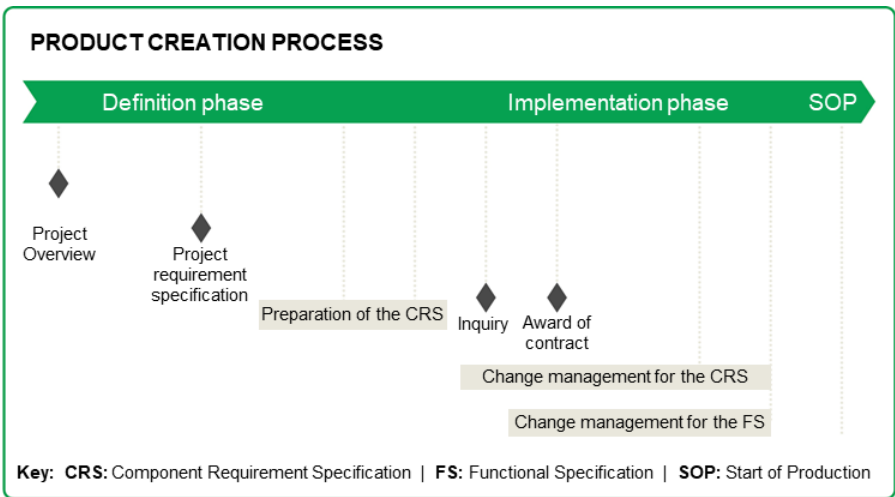 PRODUCT CREATION PROCESS
Definition phase
Implementation phase
SOP
Project
Overview
Project
requirement
specification
Preparation of the CRS
Inquiry
Award of
contract
Change management for the CRS
Change management for the FS
Key: CRS: Component Requirement Specification | FS: Functional Specification | SOP: Start of Production